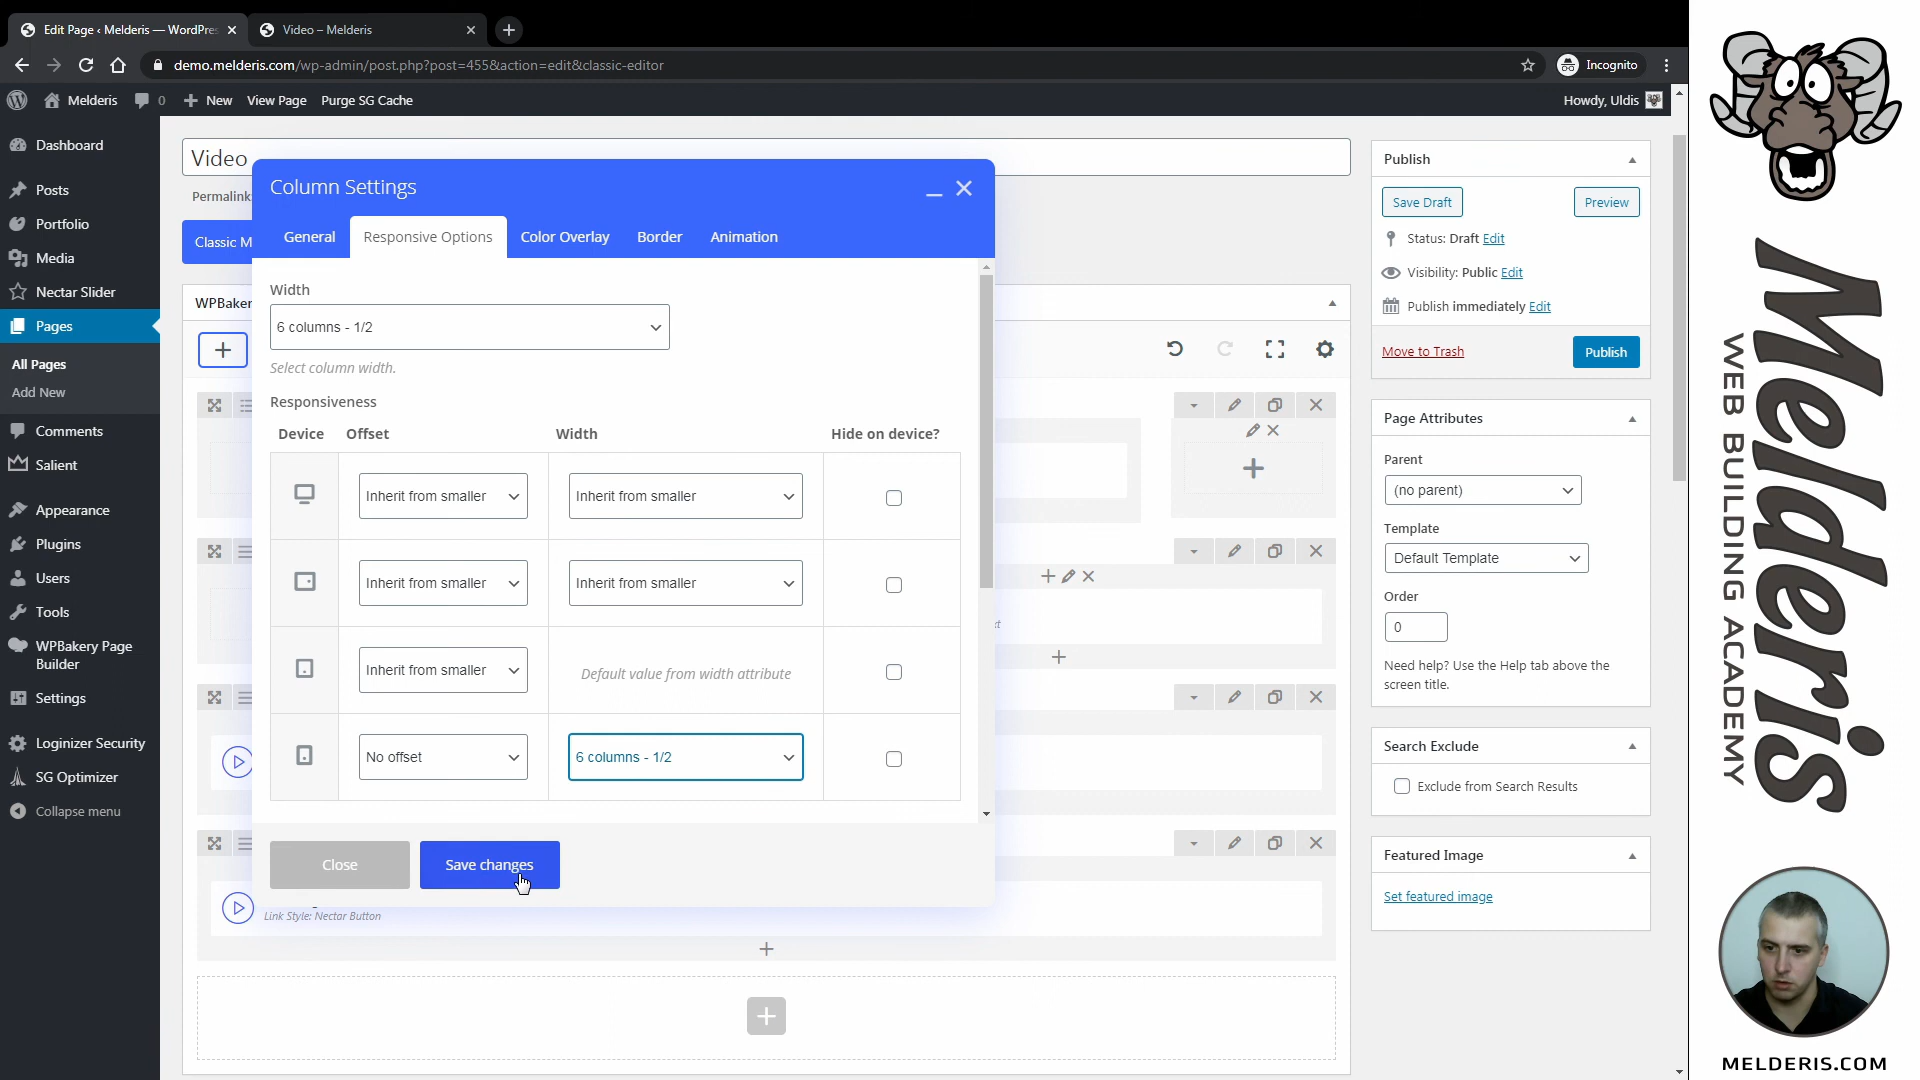 Edit Page ‹ Melderis — WordPres
Video – Melderis
demo.melderis.com/wp-admin/post.php?post=455&action=edit&classic-editor
Incognito
Melderis
0
New
View Page
Purge SG Cache
Howdy, Uldis
Dashboard
Posts
Portfolio
Media
Nectar Slider
Pages
All Pages
Add New
Comments
Salient
Appearance
Plugins
Users
Tools
WPBakery Page
Builder
Settings
Loginizer Security
SG Optimizer
Collapse menu
Video
Permalink
Classic M
WPBaker
Column Settings
General
Responsive Options
Color Overlay
Border
Animation
Width
6 columns - 1/2
Select column width.
Responsiveness
Device
Offset
Width
Hide on device?
Inherit from smaller
Inherit from smaller
Inherit from smaller
Inherit from smaller
Inherit from smaller
Default value from width attribute
No offset
6 columns - 1/2
Close
Save changes
Link Style: Nectar Button
Publish
Save Draft
Preview
Status: Draft Edit
Visibility: Public Edit
Publish immediately Edit
Move to Trash
Publish
Page Attributes
Parent
(no parent)
Template
Default Template
Order
0
Need help? Use the Help tab above the
screen title.
Search Exclude
Exclude from Search Results
Featured Image
Set featured image
Melderis
WEB BUILDING ACADEMY
MELDERIS.COM